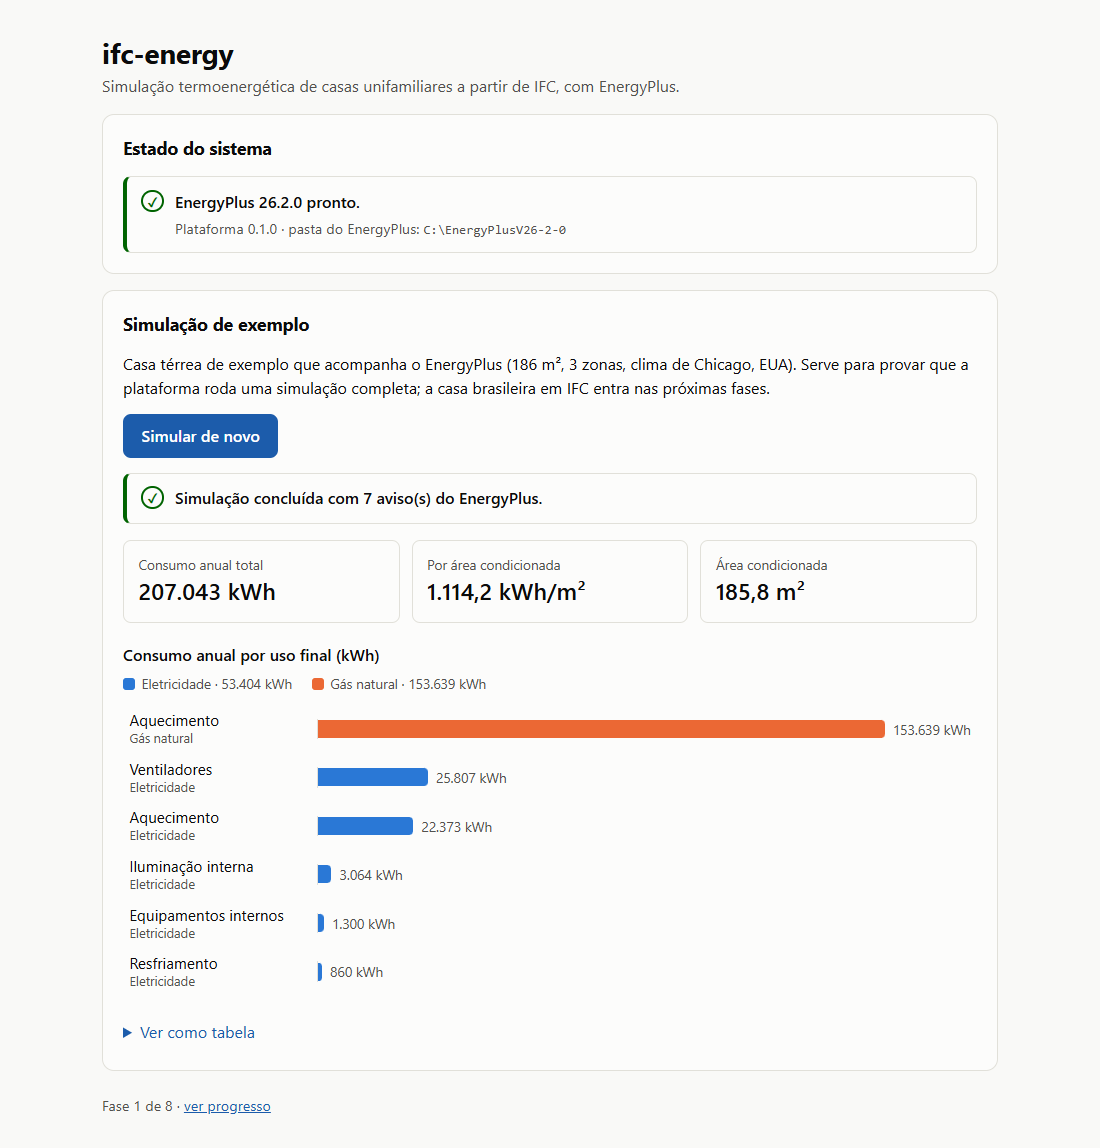 ifc-energy
Simulação termoenergética de casas unifamiliares a partir de IFC, com EnergyPlus.
Estado do sistema
EnergyPlus 26.2.0 pronto.
Plataforma 0.1.0 · pasta do EnergyPlus: C:\EnergyPlusV26-2-0
Simulação de exemplo
Casa térrea de exemplo que acompanha o EnergyPlus (186 m², 3 zonas, clima de Chicago, EUA). Serve para provar que a
plataforma roda uma simulação completa; a casa brasileira em IFC entra nas próximas fases.
Simular de novo
Simulação concluída com 7 aviso(s) do EnergyPlus.
Consumo anual total
207.043 kWh
Por área condicionada
1.114,2 kWh/m²
Área condicionada
185,8 m²
Consumo anual por uso final (kWh)
Eletricidade · 53.404 kWh
Gás natural · 153.639 kWh
Aquecimento
Gás natural
153.639 kWh
Ventiladores
Eletricidade
25.807 kWh
Aquecimento
Eletricidade
22.373 kWh
Iluminação interna
Eletricidade
3.064 kWh
Equipamentos internos
Eletricidade
1.300 kWh
Resfriamento
Eletricidade
860 kWh
Ver como tabela
Fase 1 de 8 · ver progresso